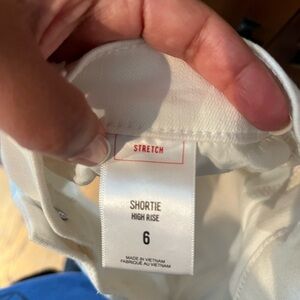 STRETCH
SHORTIE
HIGH RISE
6
MADE IN VIETNAM
FABRIQUÉ AU VIETNAM